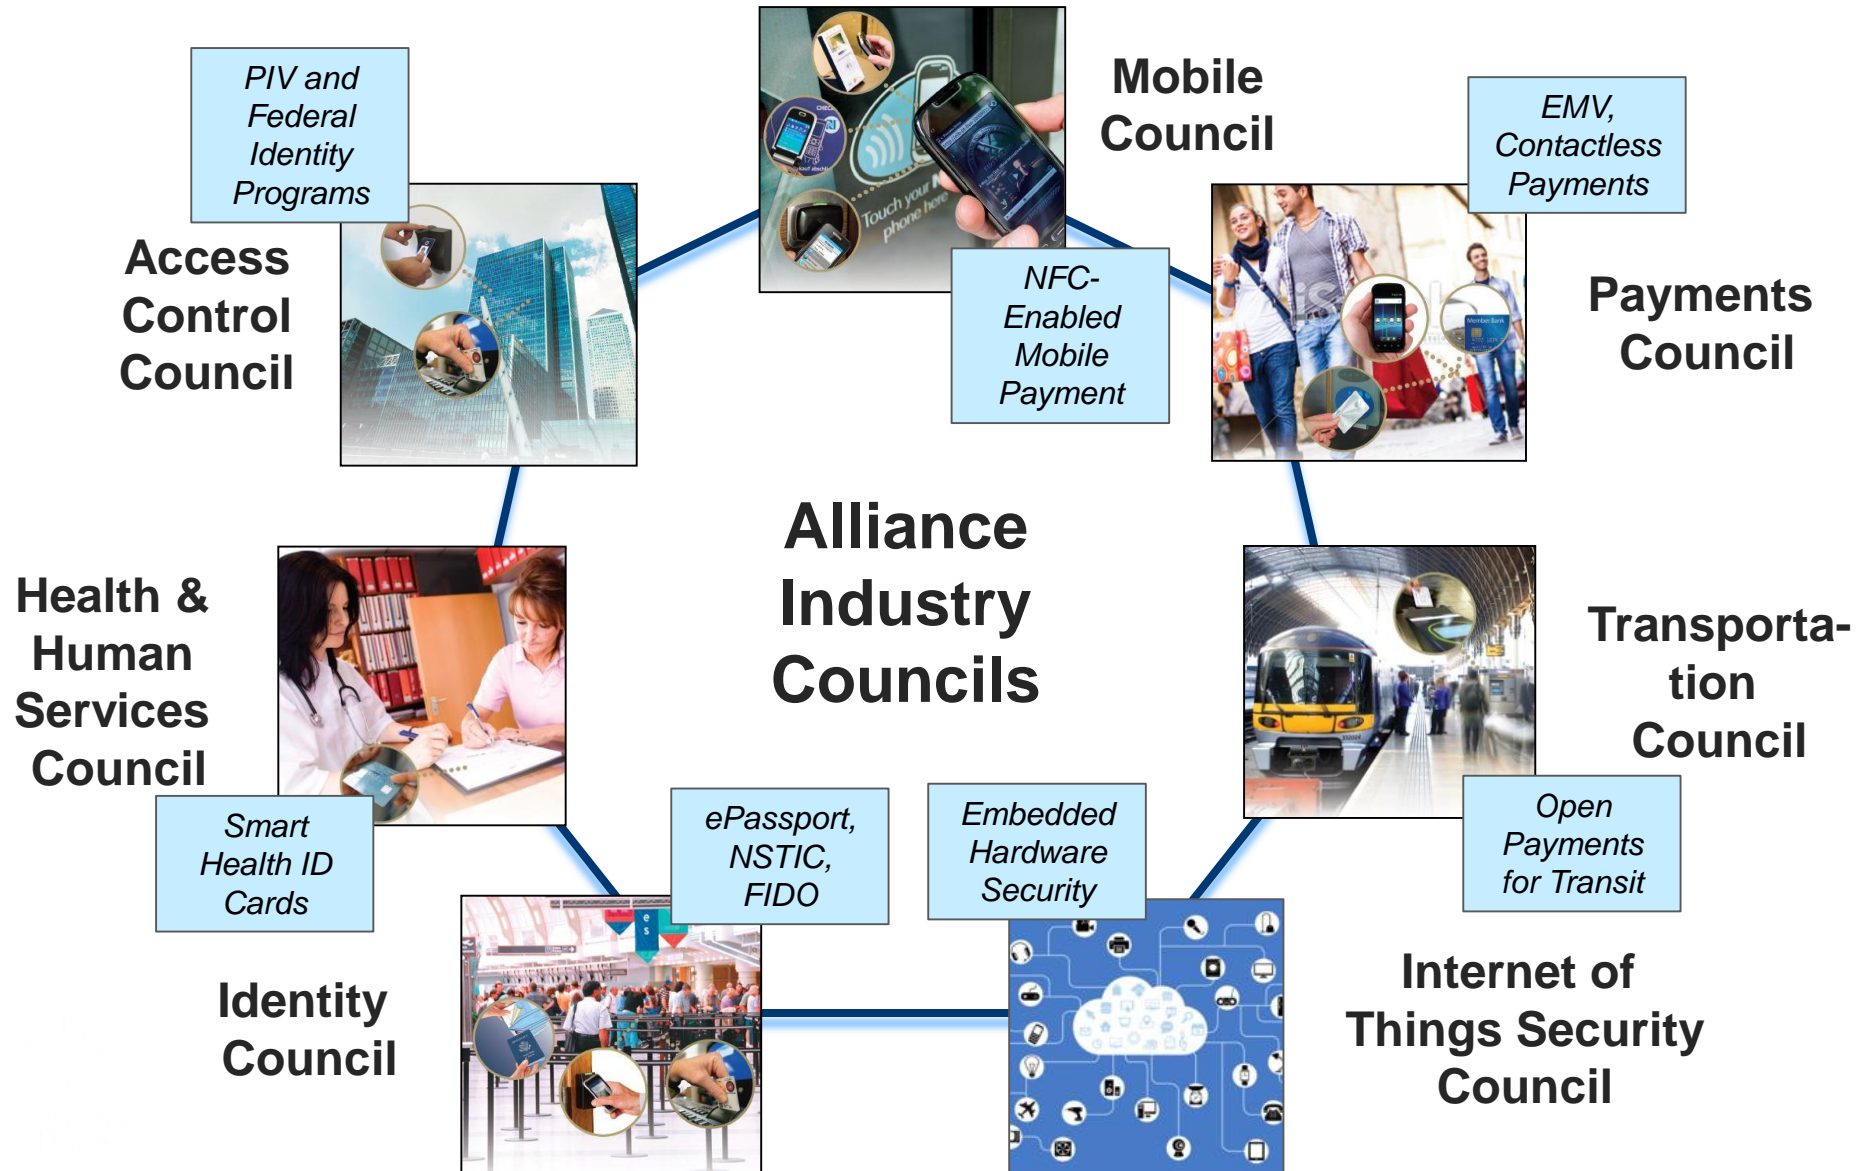 PIV and
Federal
Identity
Programs
Access
Control
Council
Mobile
Council
Touch your
phone here
NFC-
Enabled
Mobile
Payment
EMV,
Contactless
Payments
Payments
Council
Member Bank
Alliance
Industry
Councils
Health &
Human
Services
Council
Smart
Health ID
Cards
Transporta-
tion
Council
Open
Payments
for Transit
ePassport,
NSTIC,
FIDO
Identity
Council
Embedded
Hardware
Security
Internet of
Things Security
Council